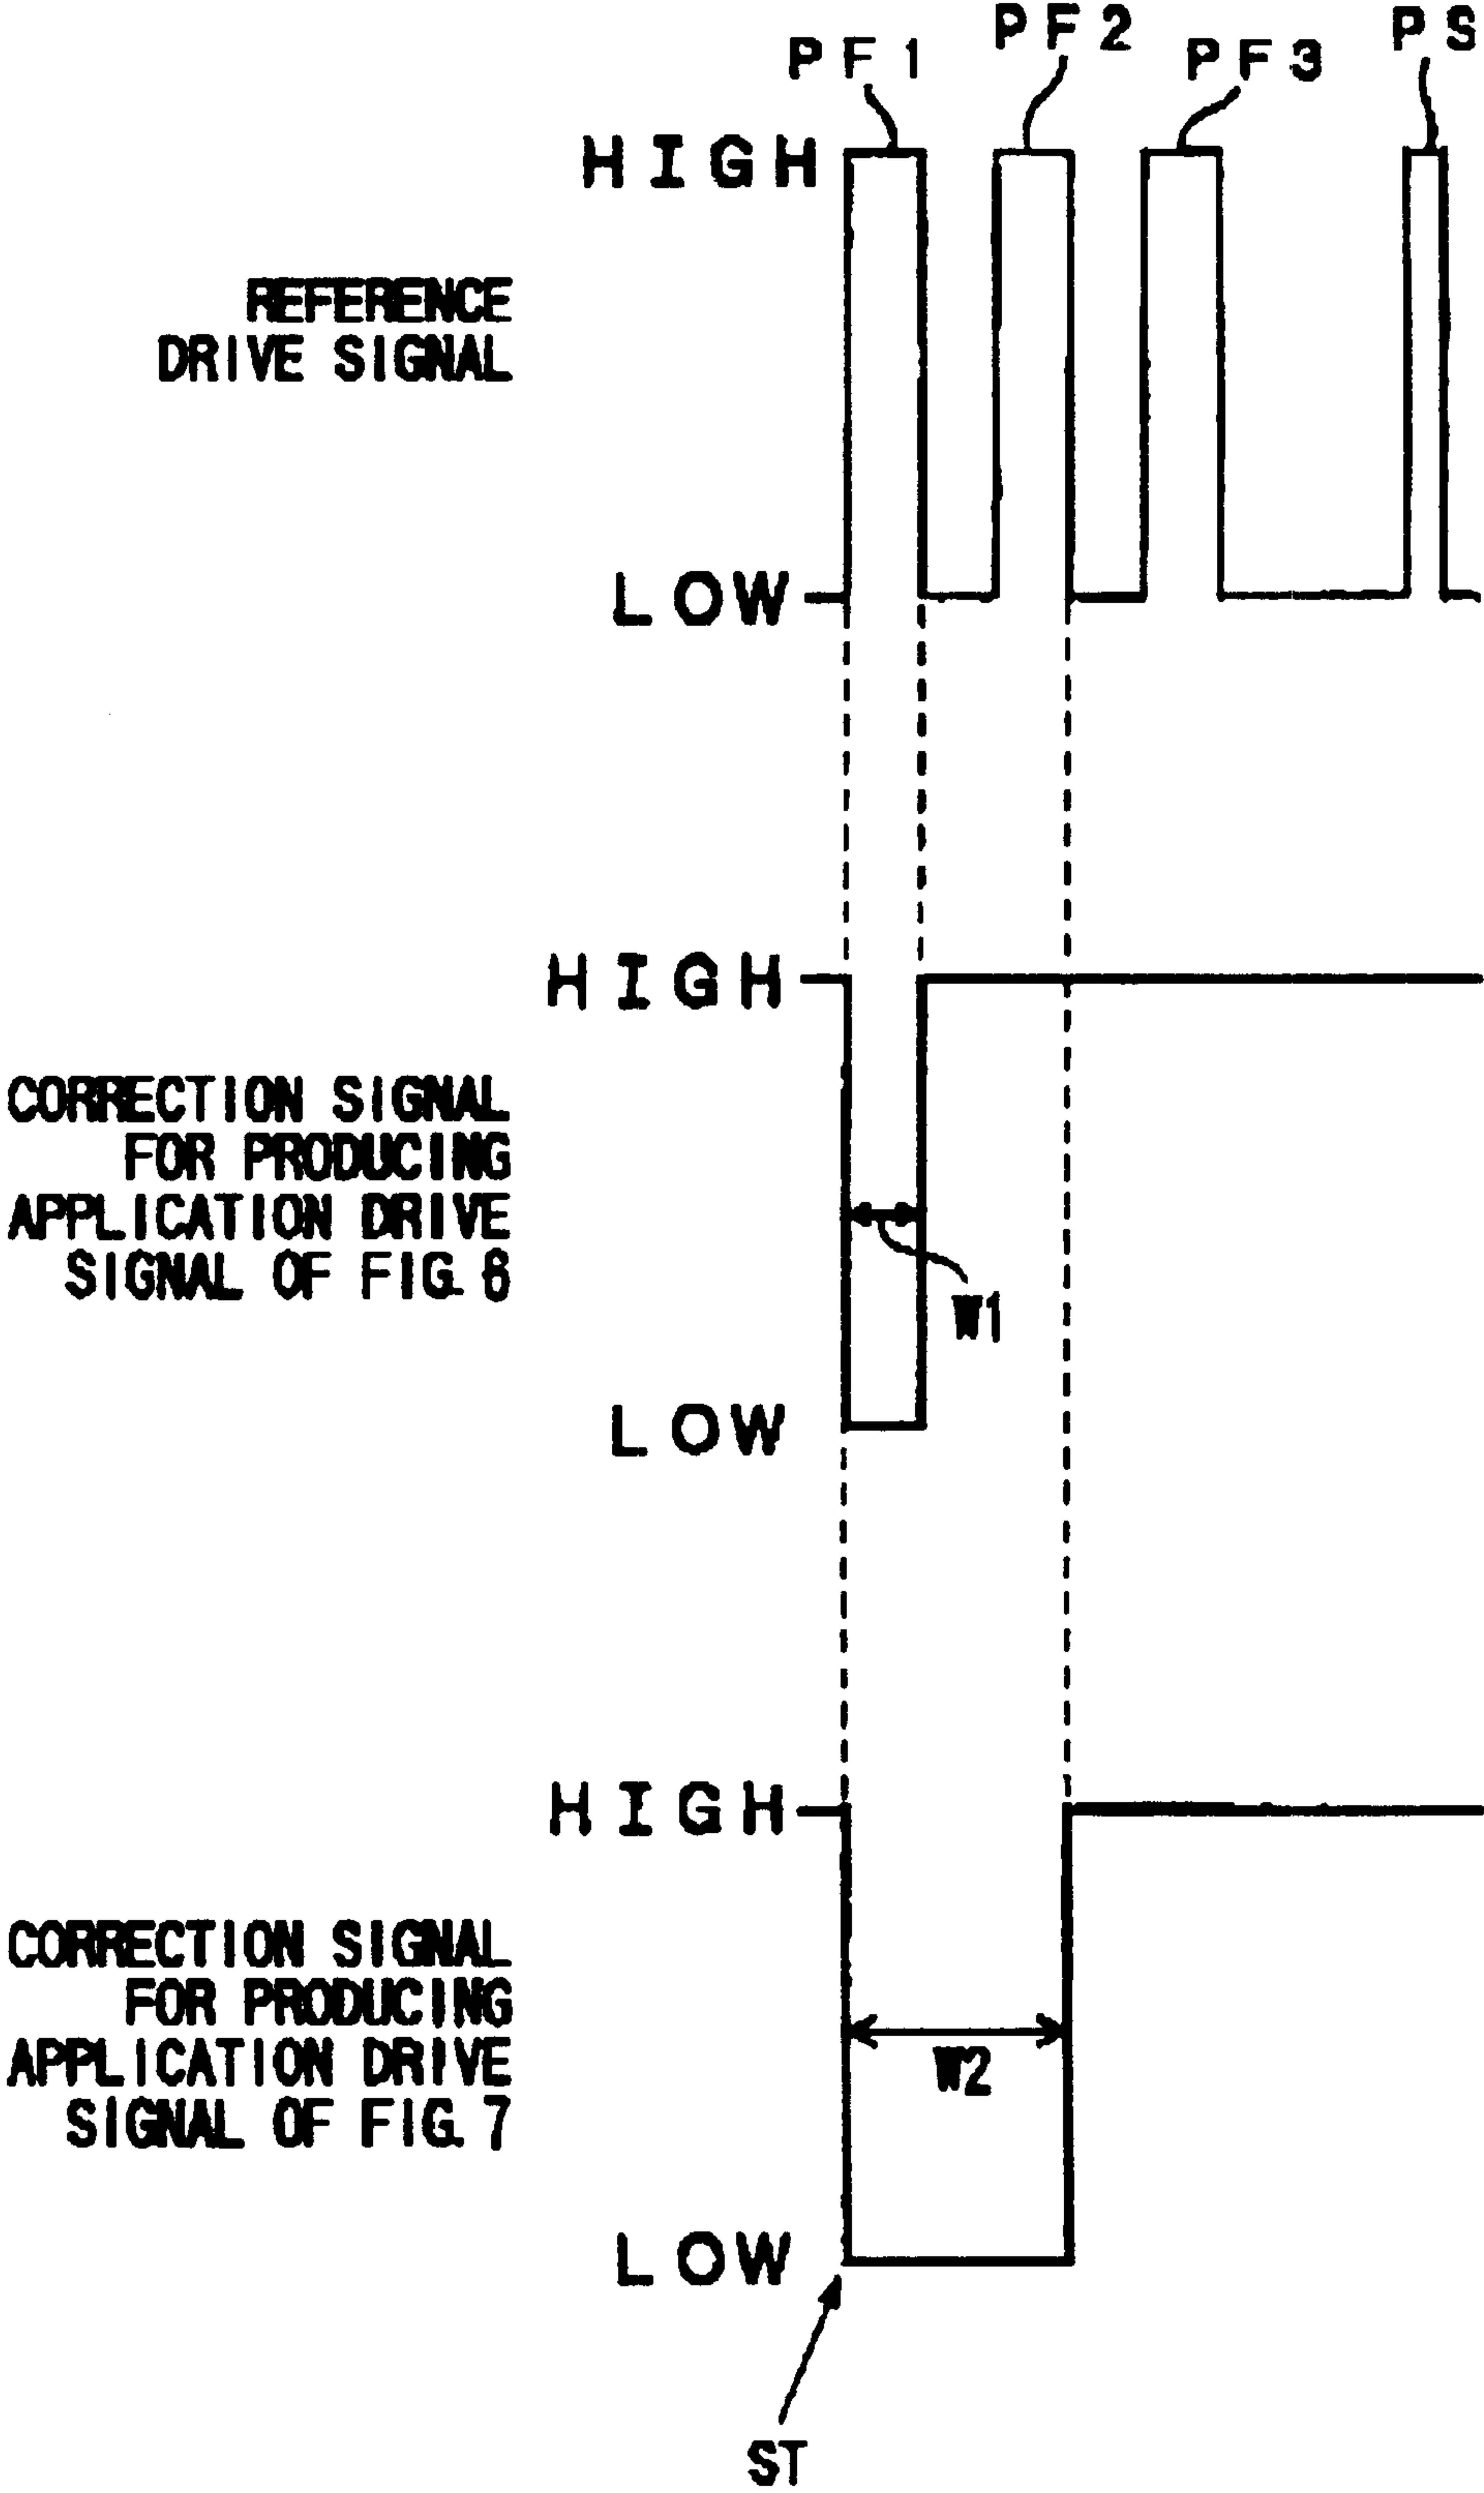 PF1
PF2
PF3
PS
HIGH
REFERENCE
DRIVE SIGNAL
LOW
HIGH
CORRECTION SIGNAL
FOR PRODUCING
APPLICATION DRIVE
SIGNAL OF FIG. 8
W1
LOW
HIGH
CORRECTION SIGNAL
FOR PRODUCING
APPLICATION DRIVE
SIGNAL OF FIG. 7
W2
LOW
ST